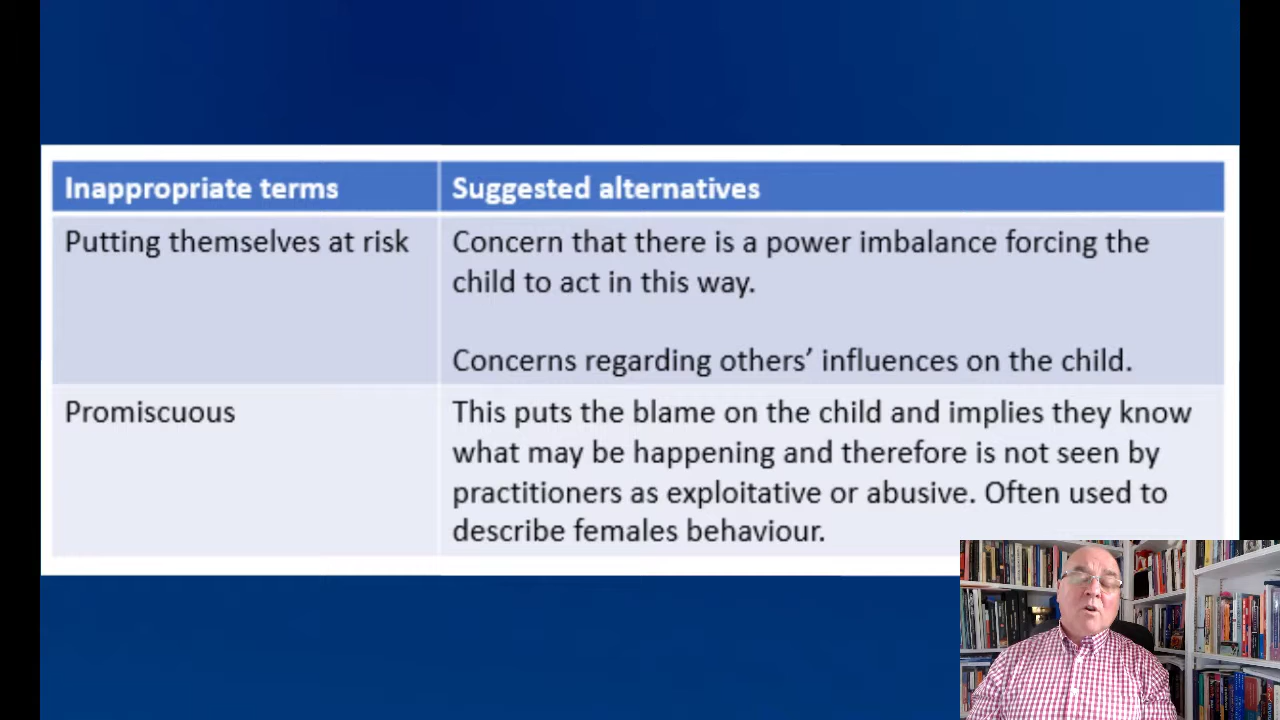 Inappropriate terms
Suggested alternatives
Putting themselves at risk
Concern that there is a power imbalance forcing the
child to act in this way.
Concerns regarding others’ influences on the child.
Promiscuous
This puts the blame on the child and implies they know
what may be happening and therefore is not seen by
practitioners as exploitative or abusive. Often used to
describe females behaviour.